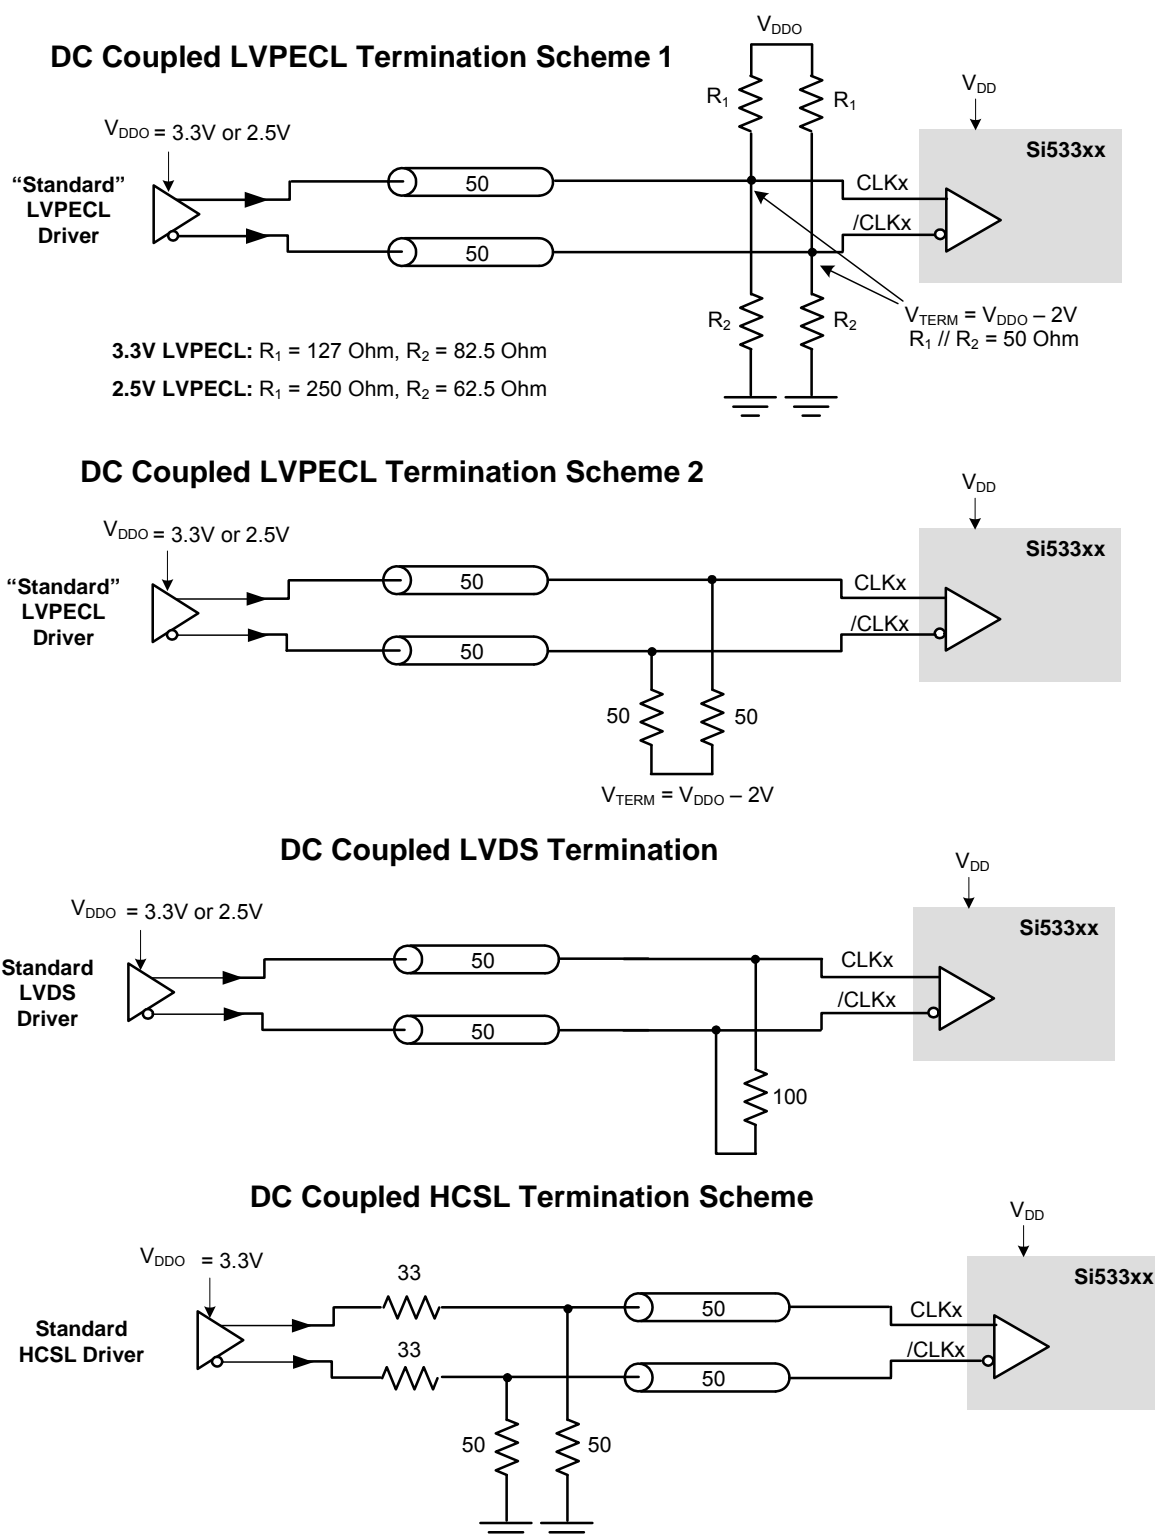 DC Coupled LVPECL Termination Scheme 1
VDDO
R1
R1
VDD
VDDO = 3.3V or 2.5V
Si533xx
“Standard”
LVPECL
Driver
50
CLKx
50
/CLKx
R2
R2
VTERM = VDDO – 2V
R1 // R2 = 50 Ohm
3.3V LVPECL: R1 = 127 Ohm, R2 = 82.5 Ohm
2.5V LVPECL: R1 = 250 Ohm, R2 = 62.5 Ohm
DC Coupled LVPECL Termination Scheme 2
VDD
VDDO = 3.3V or 2.5V
Si533xx
“Standard”
LVPECL
Driver
50
CLKx
50
/CLKx
50
50
VTERM = VDDO – 2V
DC Coupled LVDS Termination
VDD
VDDO = 3.3V or 2.5V
Si533xx
Standard
LVDS
Driver
50
CLKx
50
/CLKx
100
DC Coupled HCSL Termination Scheme
VDD
VDDO = 3.3V
Si533xx
33
Standard
HCSL Driver
50
CLKx
33
50
/CLKx
50
50